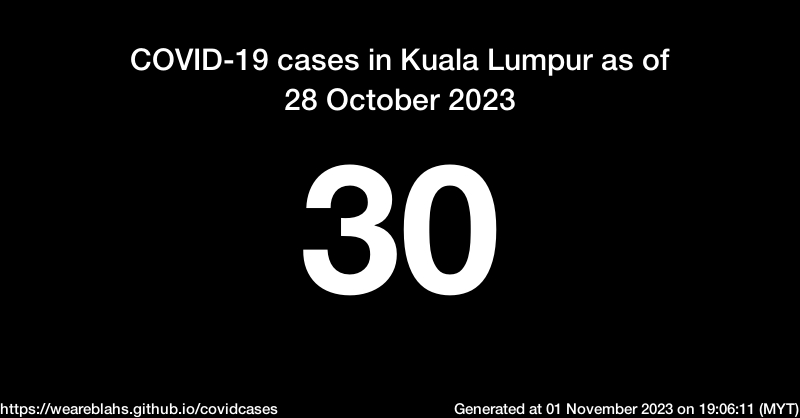 COVID-19 cases in Kuala Lumpur as of
28 October 2023
30
https://weareblahs.github.io/covidcases
Generated at 01 November 2023 on 19:06:11 (MYT)